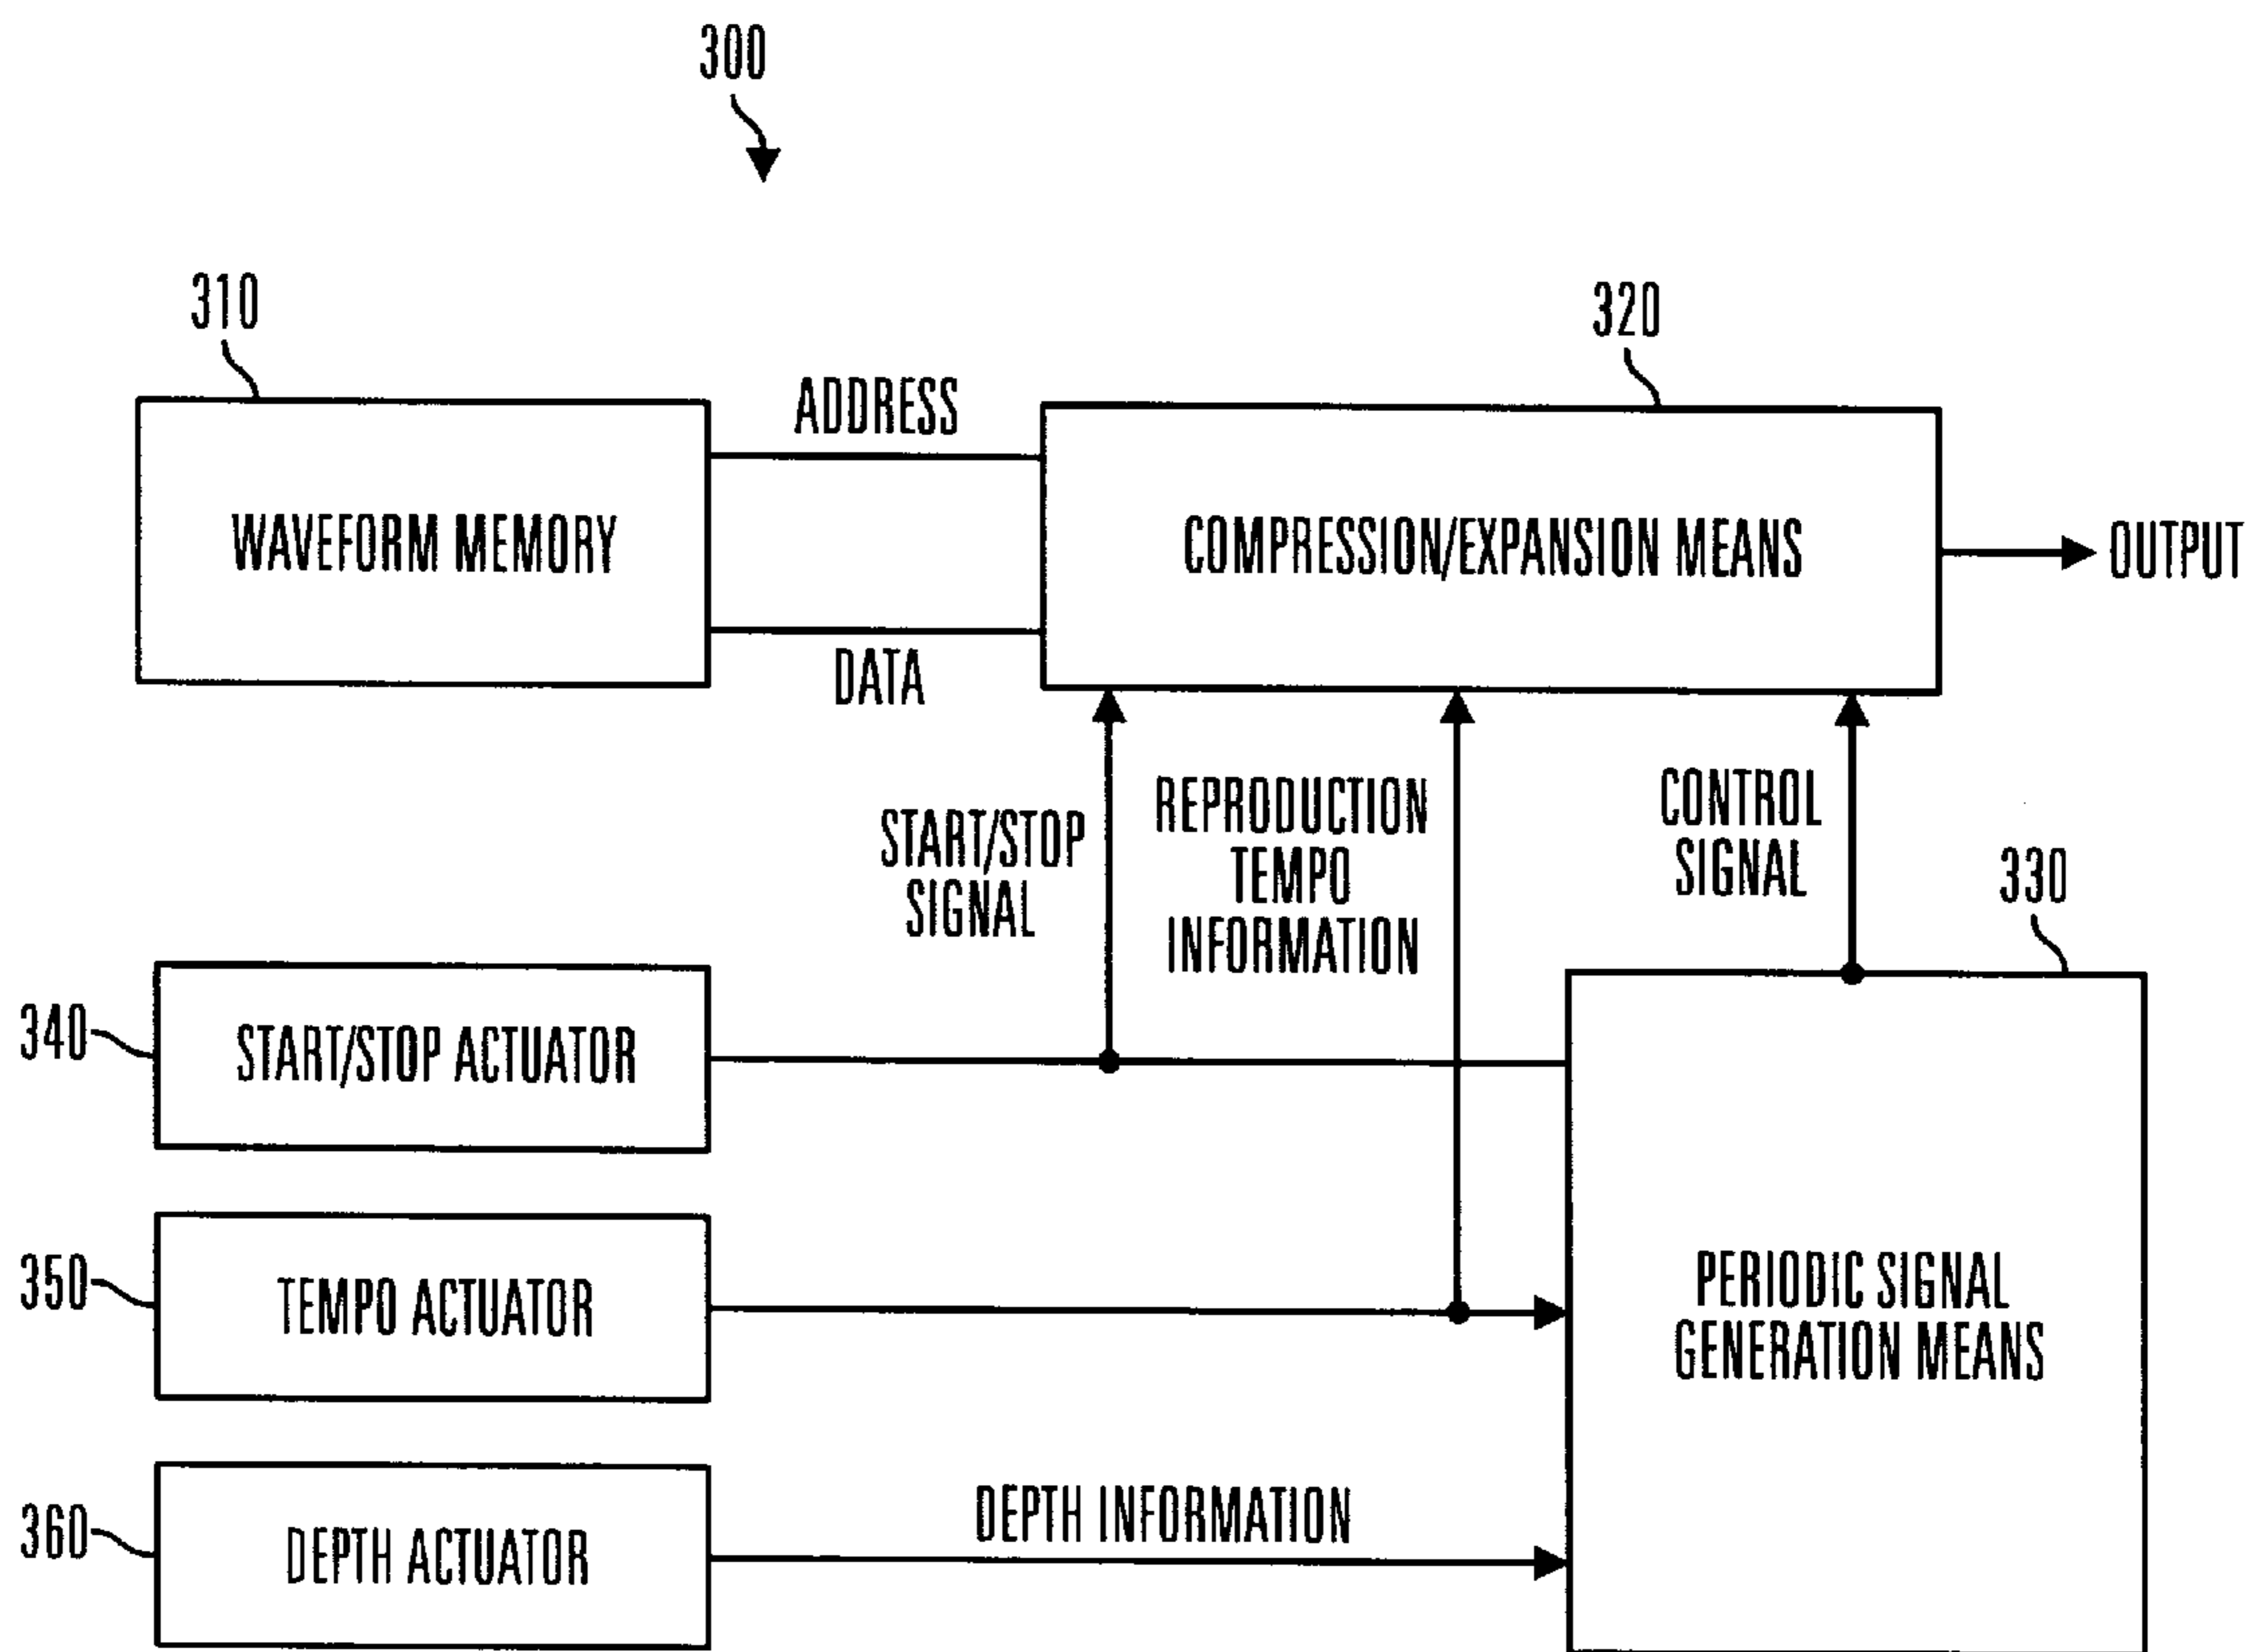 300
310
320
ADDRESS
WAVEFORM MEMORY
COMPRESSION/EXPANSION MEANS
OUTPUT
DATA
START/STOP
SIGNAL
REPRODUCTION
TEMPO
INFORMATION
CONTROL
SIGNAL
330
340
START/STOP ACTUATOR
350
TEMPO ACTUATOR
PERIODIC SIGNAL
GENERATION MEANS
360
DEPTH ACTUATOR
DEPTH INFORMATION